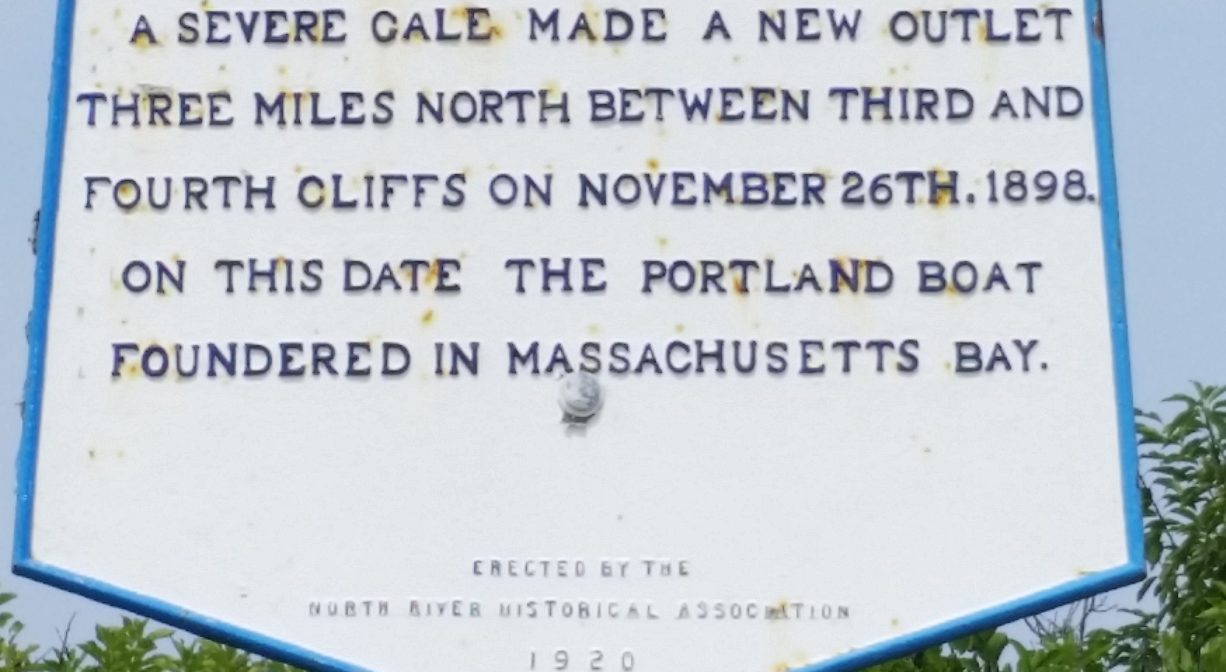 A SEVERE GALE MADE A NEW OUTLET
THREE MILES NORTH BETWEEN THIRD AND
FOURTH CLIFFS ON NOVEMBER 26TH. 1898.
ON THIS DATE THE PORTLAND BOAT
FOUNDERED IN MASSACHUSETTS BAY.
ERECTED BY THE
NORTH RIVER HISTORICAL ASSOCIATION
1920